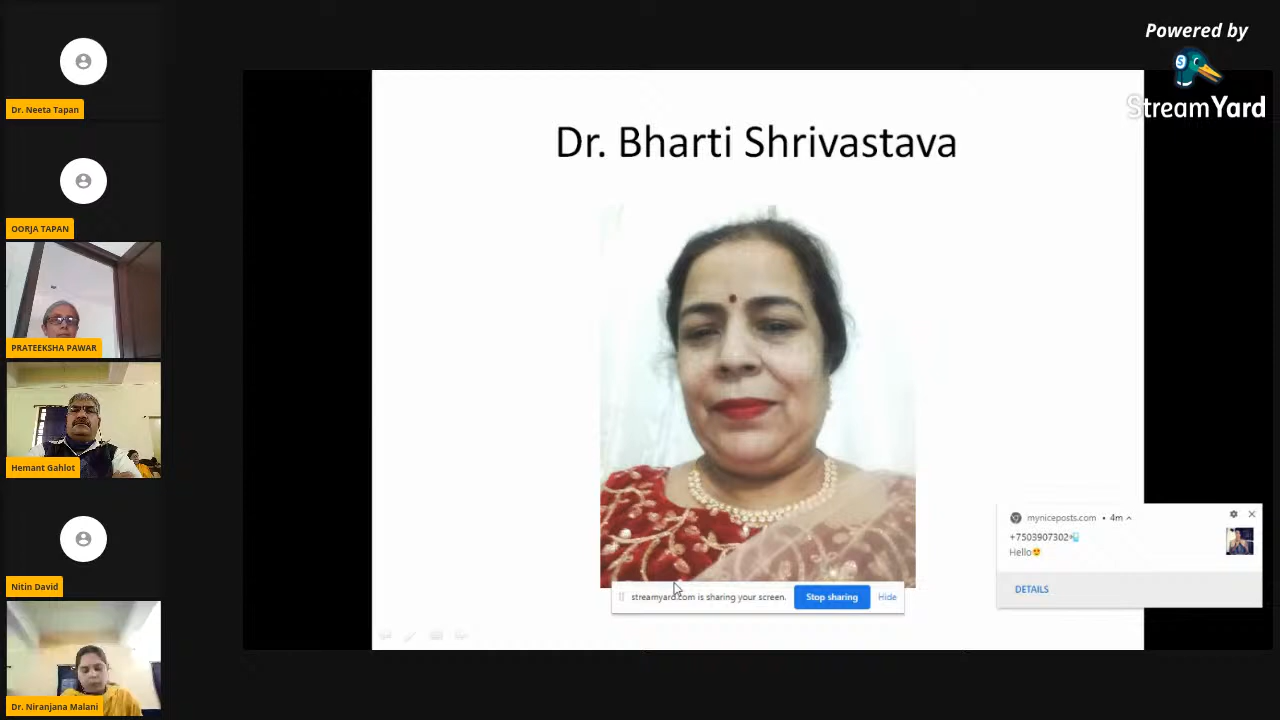 Dr. Neeta Tapan
OORJA TAPAN
PRATEEKSHA PAWAR
Hemant Gahlot
Nitin David
Dr. Niranjana Malani
Dr. Bharti Shrivastava
streamyard.com is sharing your screen. Stop sharing Hide
Powered by
StreamYard
myniceposts.com • 4m
+7503907302
Hello😍
DETAILS